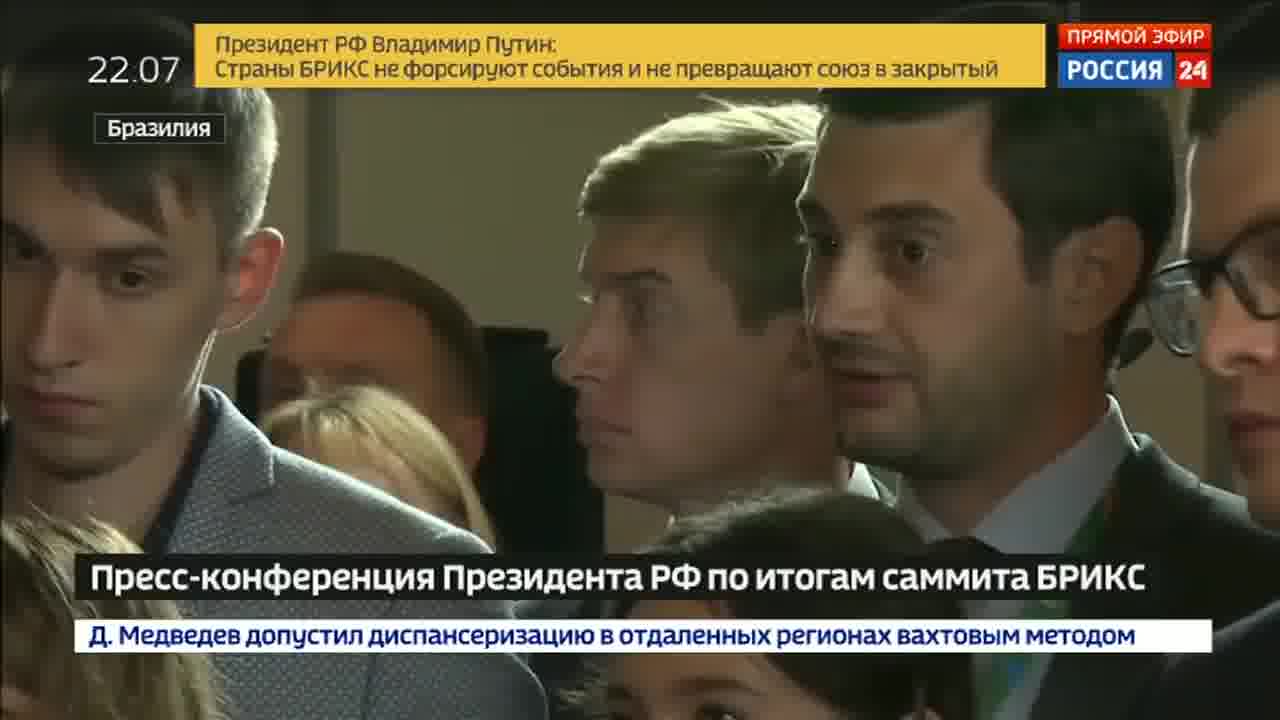 22.07
Президент РФ Владимир Путин:
Страны БРИКС не форсируют события и не превращают союз в закрытый
ПРЯМОЙ ЭФИР
РОССИЯ 24
Бразилия
Пресс-конференция Президента РФ по итогам саммита БРИКС
Д. Медведев допустил диспансеризацию в отдаленных регионах вахтовым методом